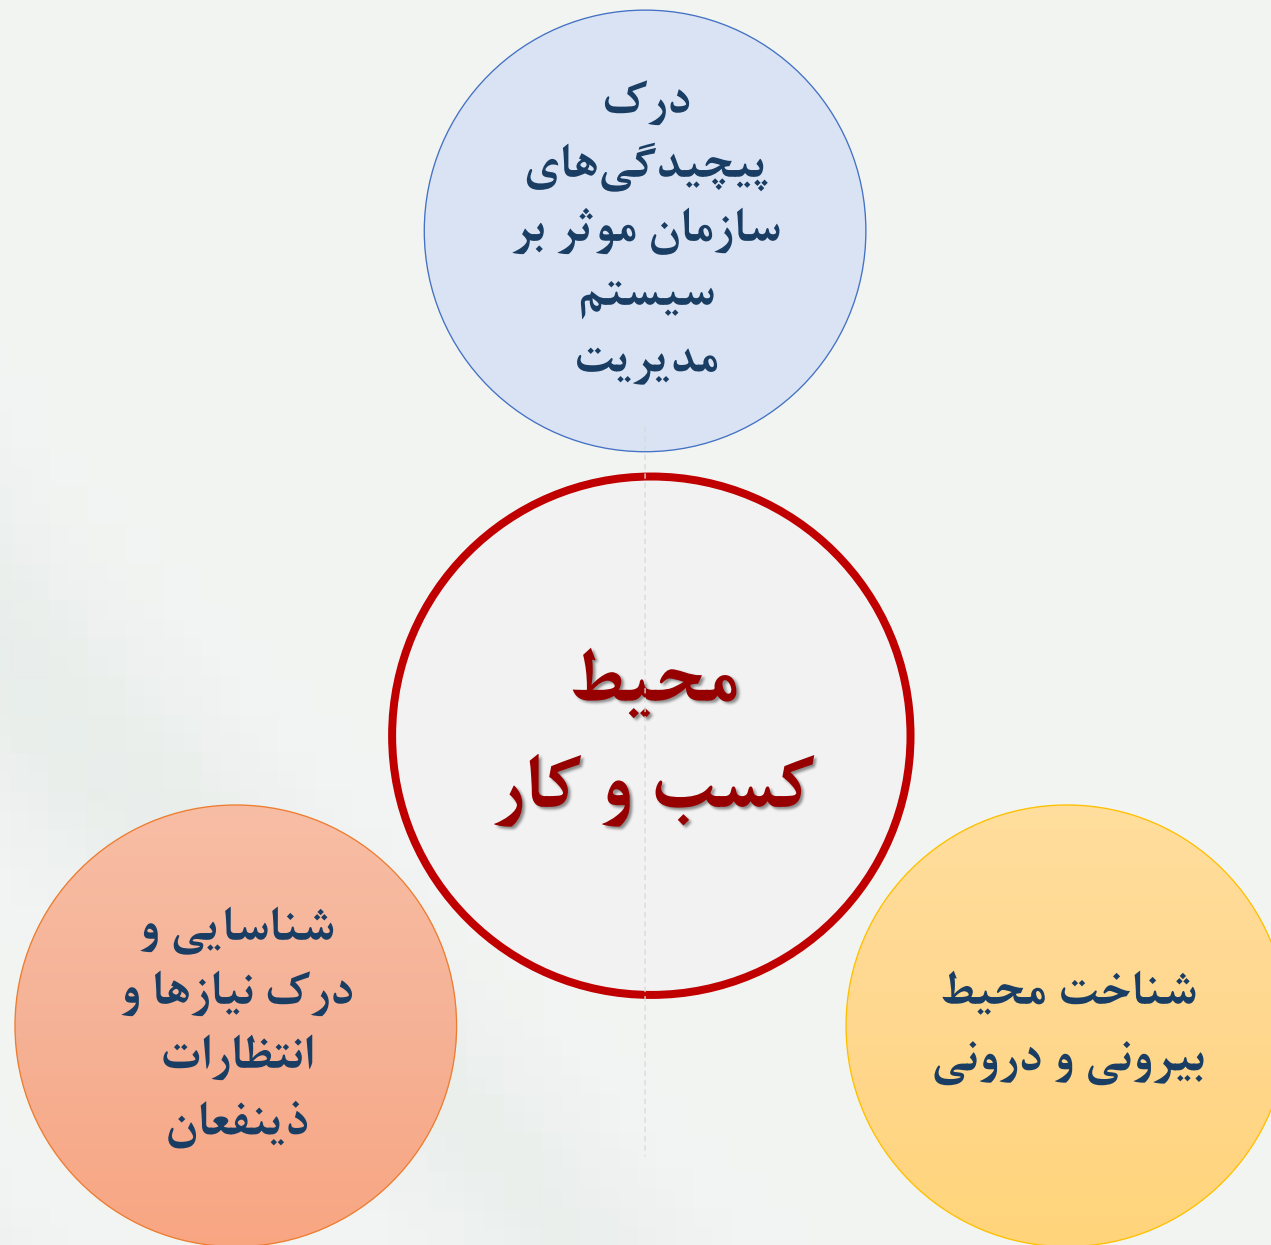 درک
پیچیدگی‌های
سازمان موثر بر
سیستم
مدیریت
محیط
کسب و کار
شناخت محیط
بیرونی و درونی
شناسایی و
درک نیازها و
انتظارات
ذینفعان